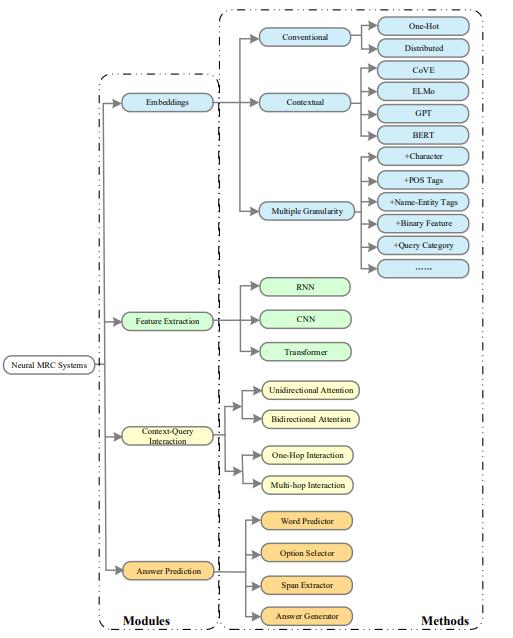 Neural MRC Systems
Embeddings
Conventional
One-Hot
Distributed
Contextual
CoVE
ELMo
GPT
BERT
Multiple Granularity
+Character
+POS Tags
+Name-Entity Tags
+Binary Feature
+Query Category
......
Feature Extraction
RNN
CNN
Transformer
Context-Query
Interaction
Unidirectional Attention
Bidirectional Attention
One-Hop Interaction
Multi-hop Interaction
Answer Prediction
Word Predictor
Option Selector
Span Extractor
Answer Generator
Modules
Methods